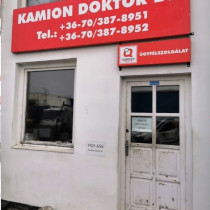 KAMION DOKTOR
+36-70/387-8951
Tel.: +36-70/387-8952
ÜGYFÉLSZOLGÁLAT